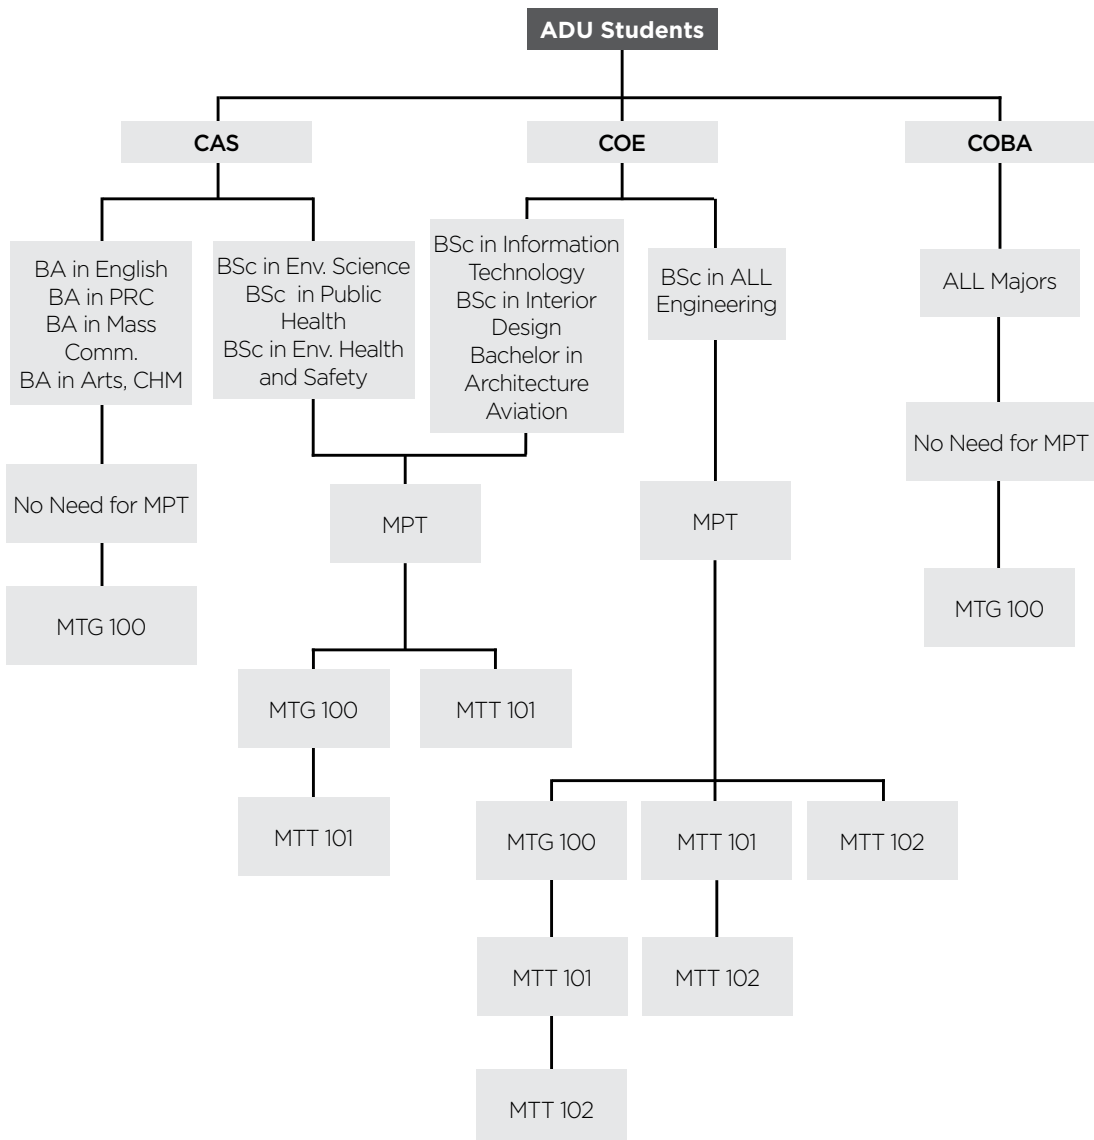 ADU Students
CAS
COE
COBA
BA in English
BA in PRC
BA in Mass
Comm.
BA in Arts, CHM
BSc in Env. Science
BSc in Public
Health
BSc in Env. Health
and Safety
BSc in Information
Technology
BSc in Interior
Design
Bachelor in
Architecture
Aviation
BSc in ALL
Engineering
ALL Majors
No Need for MPT
MPT
MPT
No Need for MPT
MTG 100
MTG 100
MTG 100
MTT 101
MTT 101
MTG 100
MTT 101
MTT 102
MTT 101
MTT 102
MTT 102